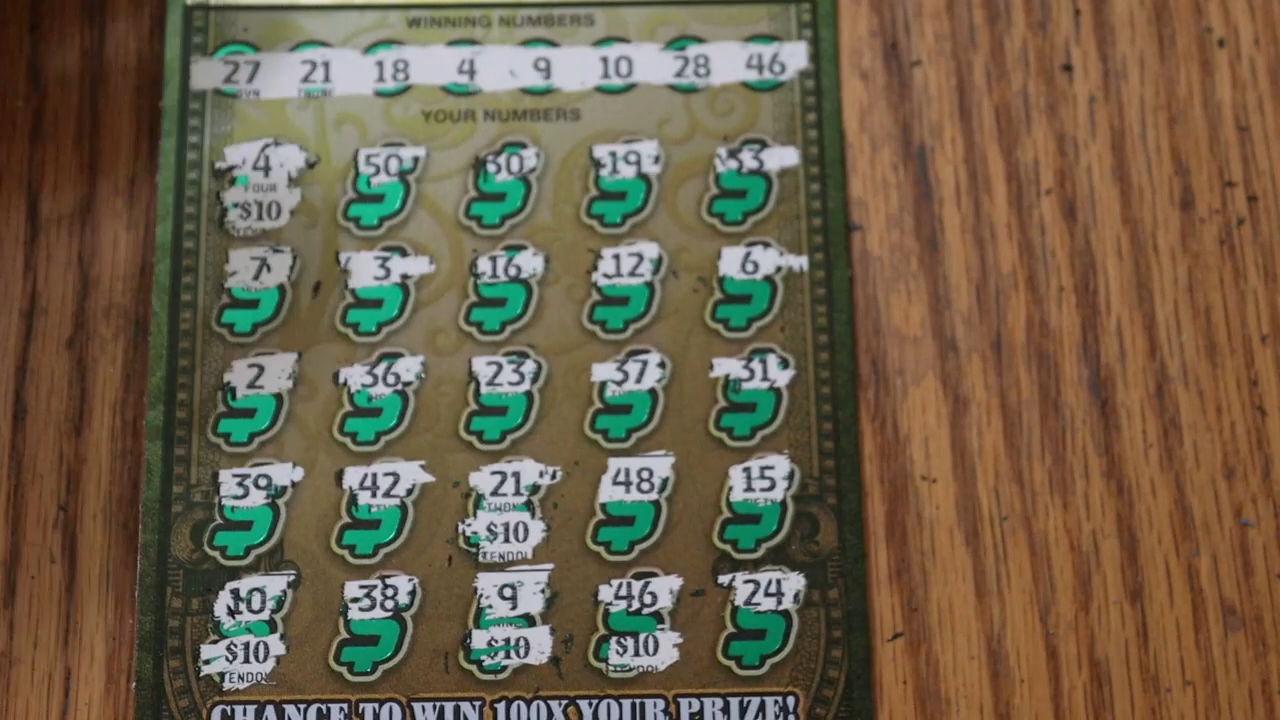 WINNING NUMBERS
27 21 18 4 9 10 28 46
YOUR NUMBERS
4 50 30 19 33
FOUR
$10
7 3 16 12 6
2 36 23 37 31
39 42 21 48 15
$10
TENDOL
10 38 9 46 24
$10 $10 $10
TENDOL
CHANCE TO WIN 100X YOUR PRIZE!